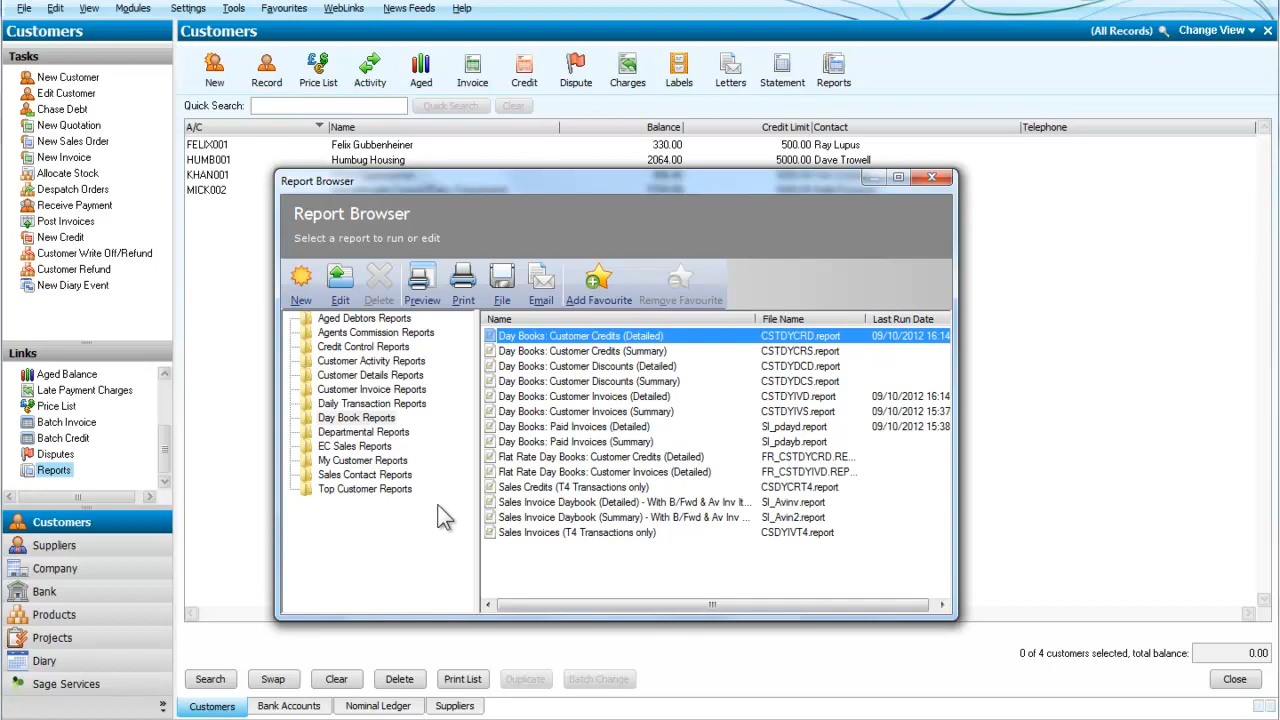 File Edit View Modules Settings Tools Favourites WebLinks News Feeds Help
Customers
Customers
(All Records) Change View
Tasks
New Customer
Edit Customer
Chase Debt
New Quotation
New Sales Order
New Invoice
Allocate Stock
Despatch Orders
Receive Payment
Post Invoices
New Credit
Customer Write Off/Refund
Customer Refund
New Diary Event
Links
Aged Balance
Late Payment Charges
Price List
Batch Invoice
Batch Credit
Disputes
Reports
Customers
Suppliers
Company
Bank
Products
Projects
Diary
Sage Services
New Record Price List Activity Aged Invoice Credit Dispute Charges Labels Letters Statement Reports
Quick Search: Quick Search Clear
A/C Name Balance Credit Limit Contact Telephone
FELIX001 Felix Gubbenheiner 330.00 500.00 Ray Lupus
HUMB001 Humbug Housing 2064.00 5000.00 Dave Trowell
KHAN001
MICK002
Report Browser
Report Browser
Select a report to run or edit
New Edit Delete Preview Print File Email Add Favourite Remove Favourite
Aged Debtors Reports
Agents Commission Reports
Credit Control Reports
Customer Activity Reports
Customer Details Reports
Customer Invoice Reports
Daily Transaction Reports
Day Book Reports
Departmental Reports
EC Sales Reports
My Customer Reports
Sales Contact Reports
Top Customer Reports
Name File Name Last Run Date
Day Books: Customer Credits (Detailed) CSTDYCRD.report 09/10/2012 16:14
Day Books: Customer Credits (Summary) CSTDYCRS.report
Day Books: Customer Discounts (Detailed) CSTDYDCD.report
Day Books: Customer Discounts (Summary) CSTDYDCS.report
Day Books: Customer Invoices (Detailed) CSTDYIVD.report 09/10/2012 16:14
Day Books: Customer Invoices (Summary) CSTDYIVS.report 09/10/2012 15:37
Day Books: Paid Invoices (Detailed) SI_pdayd.report 09/10/2012 15:38
Day Books: Paid Invoices (Summary) SI_paydb.report
Flat Rate Day Books: Customer Credits (Detailed) FR_CSTDYCRD.RE...
Flat Rate Day Books: Customer Invoices (Detailed) FR_CSTDYIVD.REP...
Sales Credits (T4 Transactions only) CSDYCRT4.report
Sales Invoice Daybook (Detailed) - With B/Fwd & Av Inv It... SI_Avinv.report
Sales Invoice Daybook (Summary) - With B/Fwd & Av Inv ... SI_Avin2.report
Sales Invoices (T4 Transactions only) CSDYIVT4.report
0 of 4 customers selected, total balance: 0.00
Search Swap Clear Delete Print List Duplicate Batch Change Close
Customers Bank Accounts Nominal Ledger Suppliers